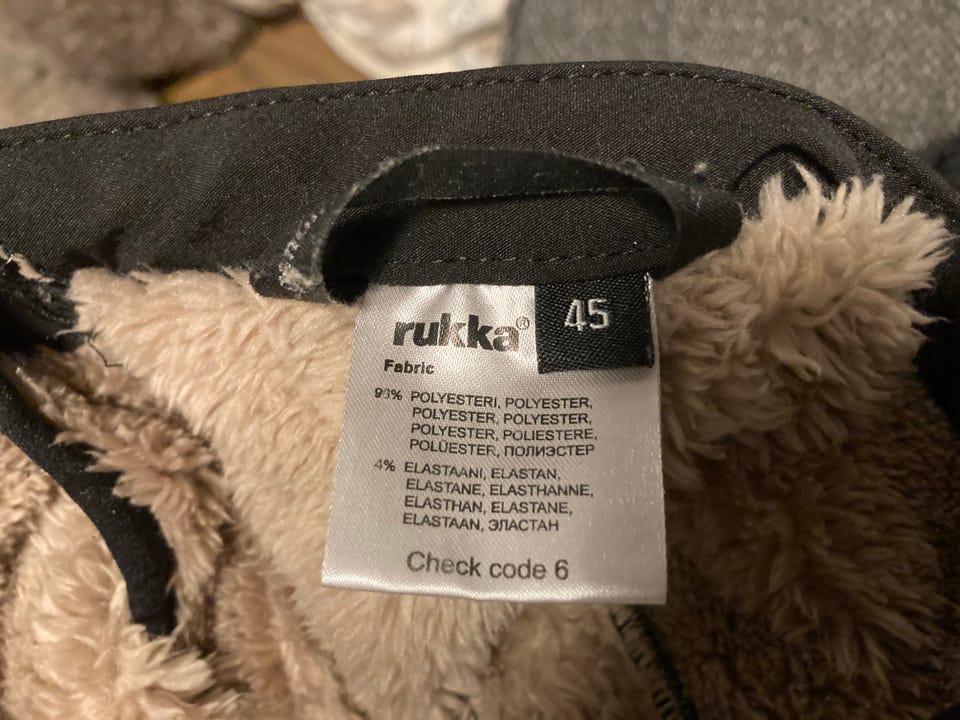 rukka®
45
Fabric
96% POLYESTERI, POLYESTER,
POLYESTER, POLYESTER,
POLYESTER, POLIESTERE,
POLÜESTER, ПОЛИЭСТЕР
4% ELASTAANI, ELASTAN,
ELASTANE, ELASTHANNE,
ELASTHAN, ELASTANE,
ELASTAAN, ЭЛАСТАН
Check code 6